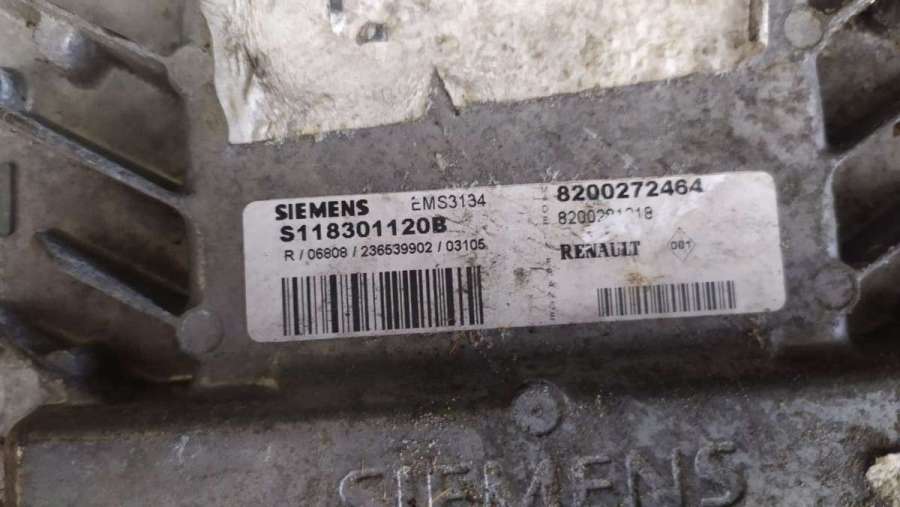 SIEMENS EMS3134
S118301120B
R / 06808 / 236539902 / 03105
8200272464
RENAULT
SIEMENS